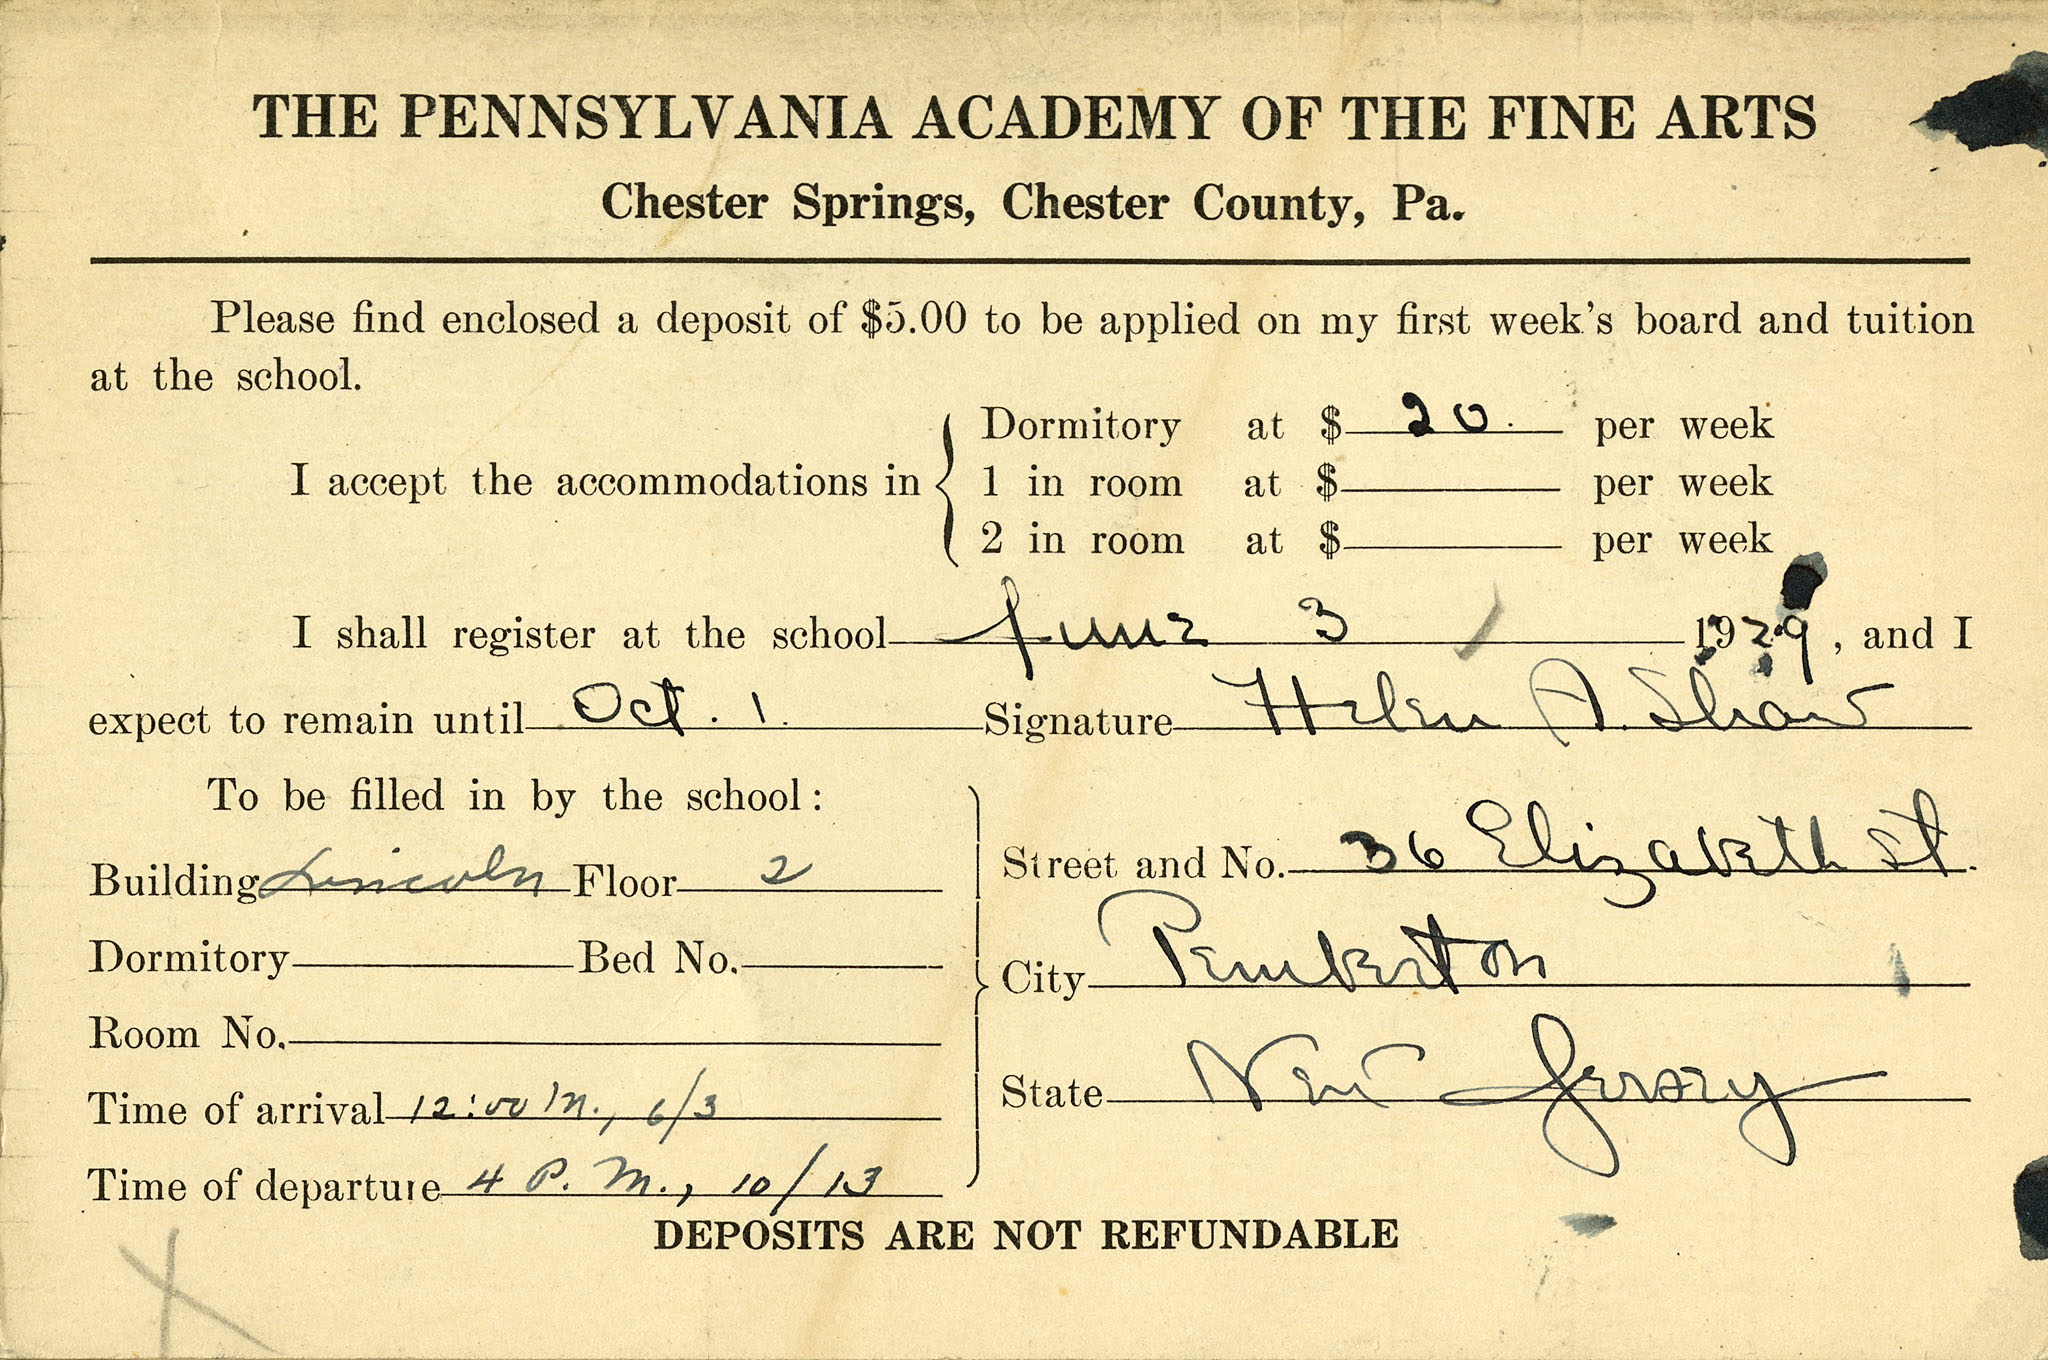 THE PENNSYLVANIA ACADEMY OF THE FINE ARTS
Chester Springs, Chester County, Pa.
Please find enclosed a deposit of $5.00 to be applied on my first week's board and tuition
at the school.
I accept the accommodations in
Dormitory at $ 20. per week
1 in room at $ per week
2 in room at $ per week
I shall register at the school June 3 1929, and I
expect to remain until Oct. 1. Signature Helen A. Shaw
To be filled in by the school:
Building Lincoln Floor 2
Dormitory Bed No.
Room No.
Time of arrival 12:00 M., 6/3
Time of departure 4 P. M., 10/13
Street and No. 36 Elizabeth St.
City Pemberton
State New Jersey
DEPOSITS ARE NOT REFUNDABLE